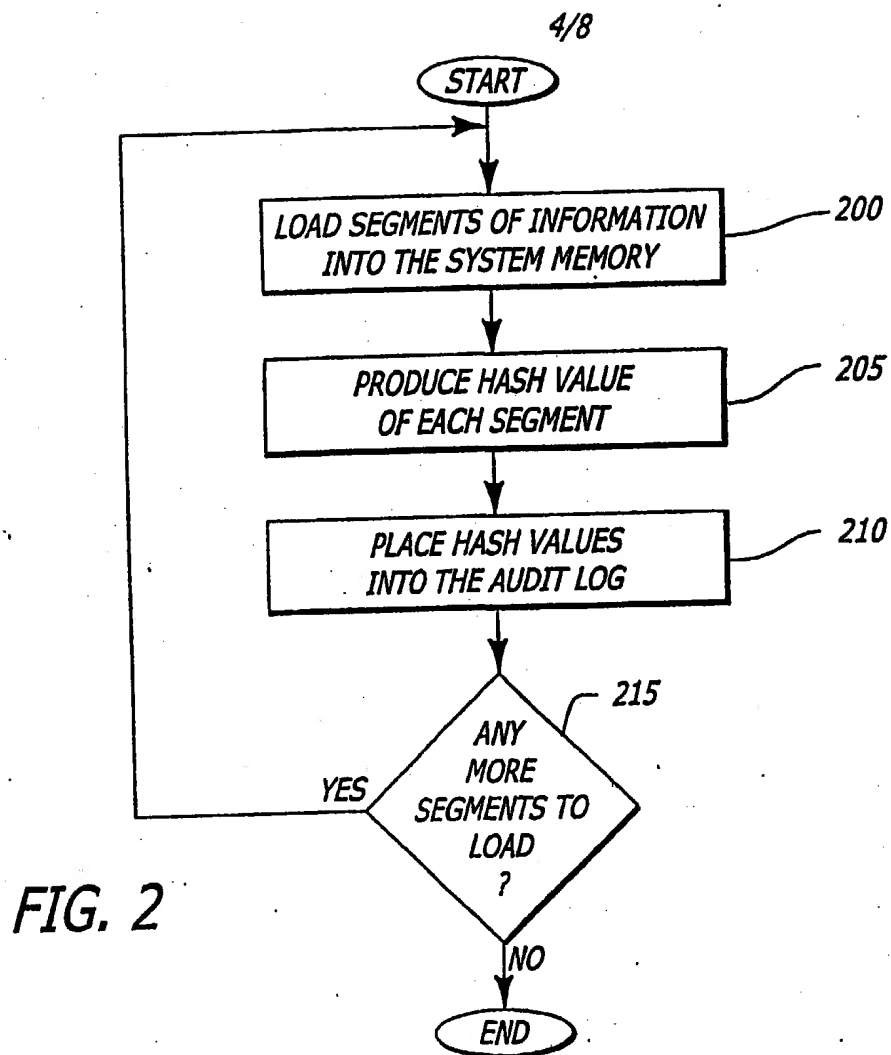 4/8
START
LOAD SEGMENTS OF INFORMATION
INTO THE SYSTEM MEMORY
200
PRODUCE HASH VALUE
OF EACH SEGMENT
205
PLACE HASH VALUES
INTO THE AUDIT LOG
210
215
ANY
MORE
SEGMENTS TO
LOAD
?
YES
NO
END
FIG. 2